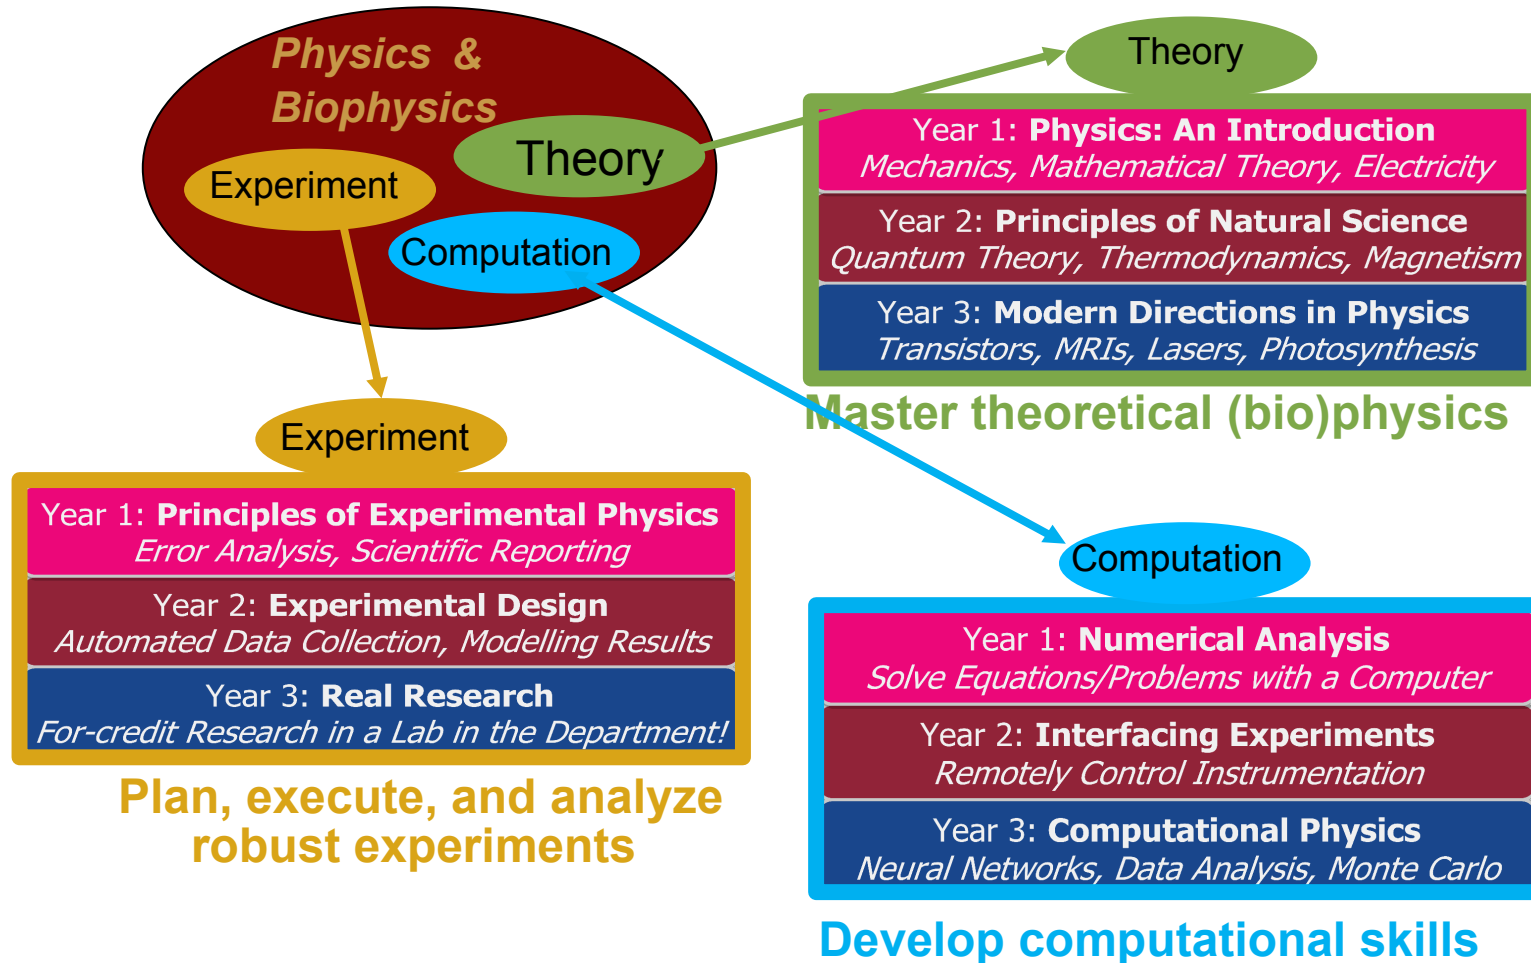 Physics &
Biophysics
Theory
Experiment
Computation
Theory
Year 1: Physics: An Introduction
Mechanics, Mathematical Theory, Electricity
Year 2: Principles of Natural Science
Quantum Theory, Thermodynamics, Magnetism
Year 3: Modern Directions in Physics
Transistors, MRIs, Lasers, Photosynthesis
Master theoretical (bio)physics
Experiment
Year 1: Principles of Experimental Physics
Error Analysis, Scientific Reporting
Year 2: Experimental Design
Automated Data Collection, Modelling Results
Year 3: Real Research
For-credit Research in a Lab in the Department!
Plan, execute, and analyze
robust experiments
Computation
Year 1: Numerical Analysis
Solve Equations/Problems with a Computer
Year 2: Interfacing Experiments
Remotely Control Instrumentation
Year 3: Computational Physics
Neural Networks, Data Analysis, Monte Carlo
Develop computational skills